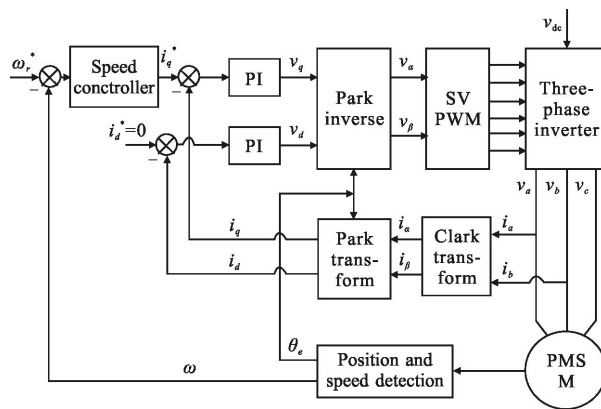 v_dc
ω_r^*
−
Speed
conctroller
i_q^*
−
PI
v_q
Park
inverse
v_α
v_β
SV
PWM
Three-
phase
inverter
i_d^*=0
−
PI
v_d
v_a
v_b
v_c
i_q
i_d
Park
trans-
form
i_α
i_β
Clark
trans-
form
i_a
i_b
θ_e
ω
Position and
speed detection
PMS
M